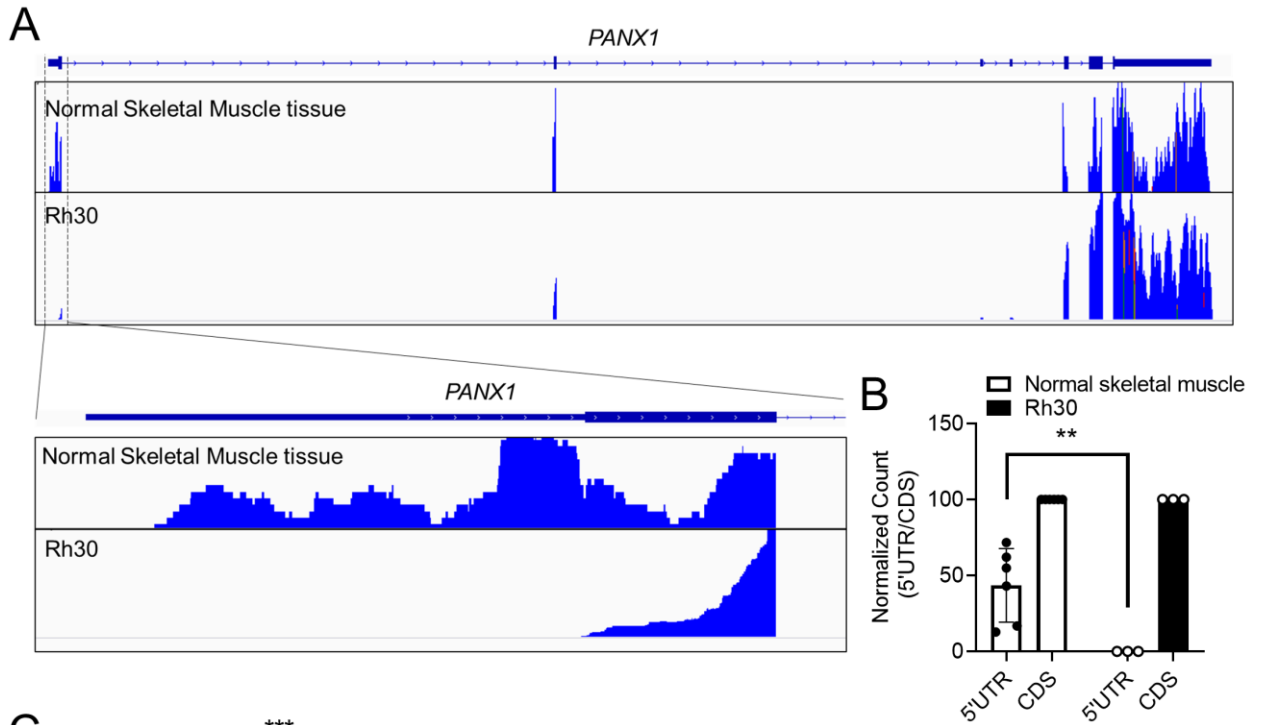 A
PANX1
Normal Skeletal Muscle tissue
Rh30
PANX1
Normal Skeletal Muscle tissue
Rh30
B
Normal skeletal muscle
Rh30
**
Normalized Count
(5'UTR/CDS)
150
100
50
0
5'UTR
CDS
5'UTR
CDS
***